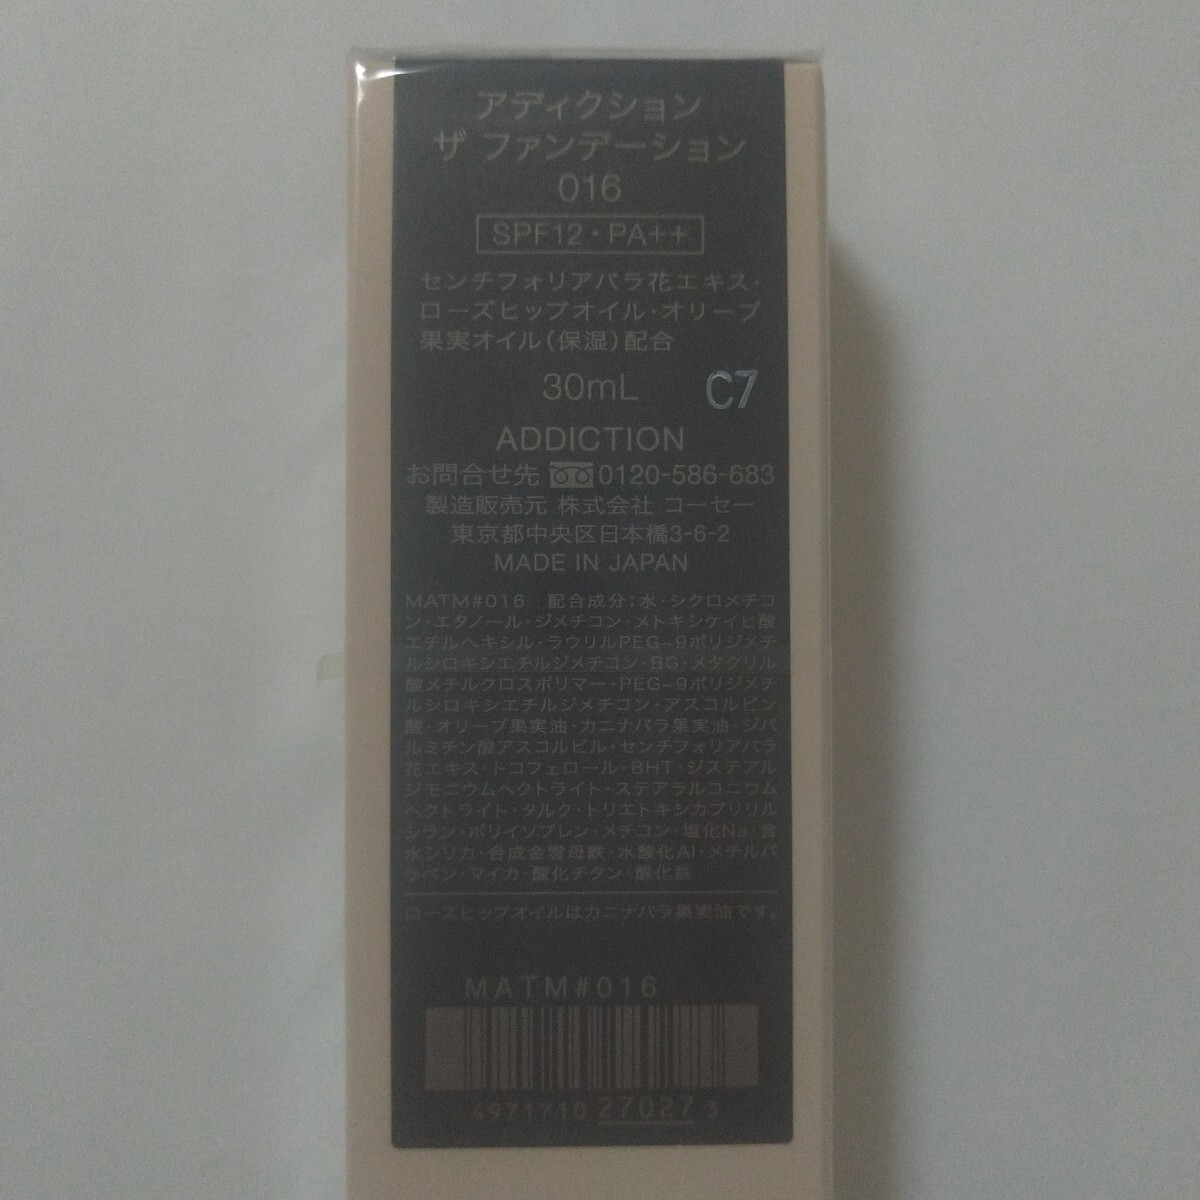 アディクション
ザ ファンデーション
016
SPF12・PA++
センチフォリアバラ花エキス・
ローズヒップオイル・オリーブ
果実オイル(保湿)配合
30mL C7
ADDICTION
お問合せ先 0120-586-683
製造販売元 株式会社 コーセー
東京都中央区日本橋3-6-2
MADE IN JAPAN
MATM#016 配合成分;水・シクロメチコ
ン・エタノール・ジメチコン・メトキシケイヒ酸
エチルヘキシル・ラウリルPEG-9ポリジメチ
ルシロキシエチルジメチコン・BG・メタクリル
酸メチルクロスポリマー・PEG-9ポリジメチ
ルシロキシエチルジメチコン・アスコルビン
酸・オリーブ果実油・カニナバラ果実油・ジパ
ルミチン酸アスコルビル・センチフォリアバラ
花エキス・トコフェロール・BHT・ジステアル
ジモニウムヘクトライト・ステアラルコニウム
ヘクトライト・タルク・トリエトキシカプリリル
シラン・ポリイソプレン・メチコン・塩化Na・含
水シリカ・合成金雲母鉄・水酸化Al・メチルパ
ラベン・マイカ・酸化チタン・酸化鉄
ローズヒップオイルはカニナバラ果実油です。
MATM#016
4971710 27027 3